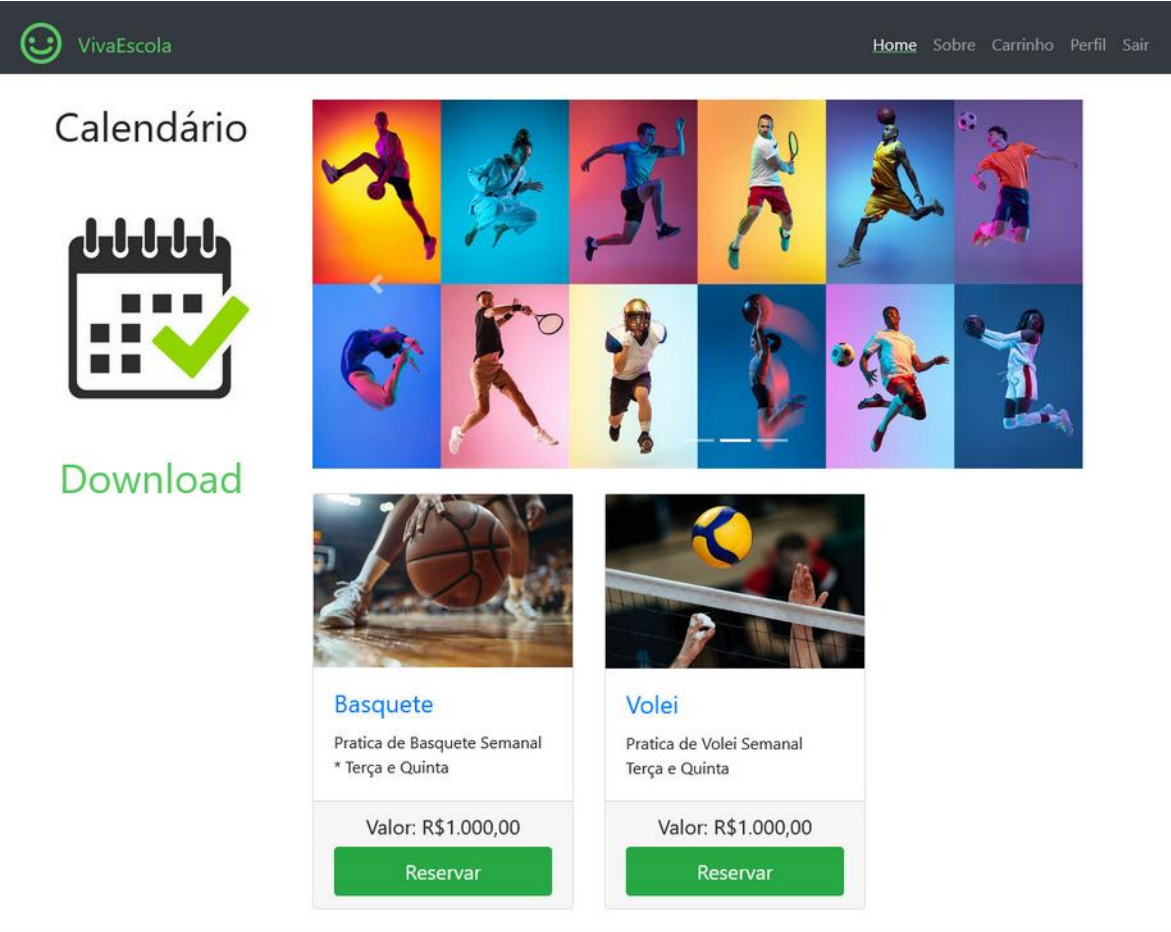 VivaEscola
Home Sobre Carrinho Perfil Sair
Calendário
Download
Basquete
Pratica de Basquete Semanal
* Terça e Quinta
Valor: R$1.000,00
Reservar
Volei
Pratica de Volei Semanal
Terça e Quinta
Valor: R$1.000,00
Reservar